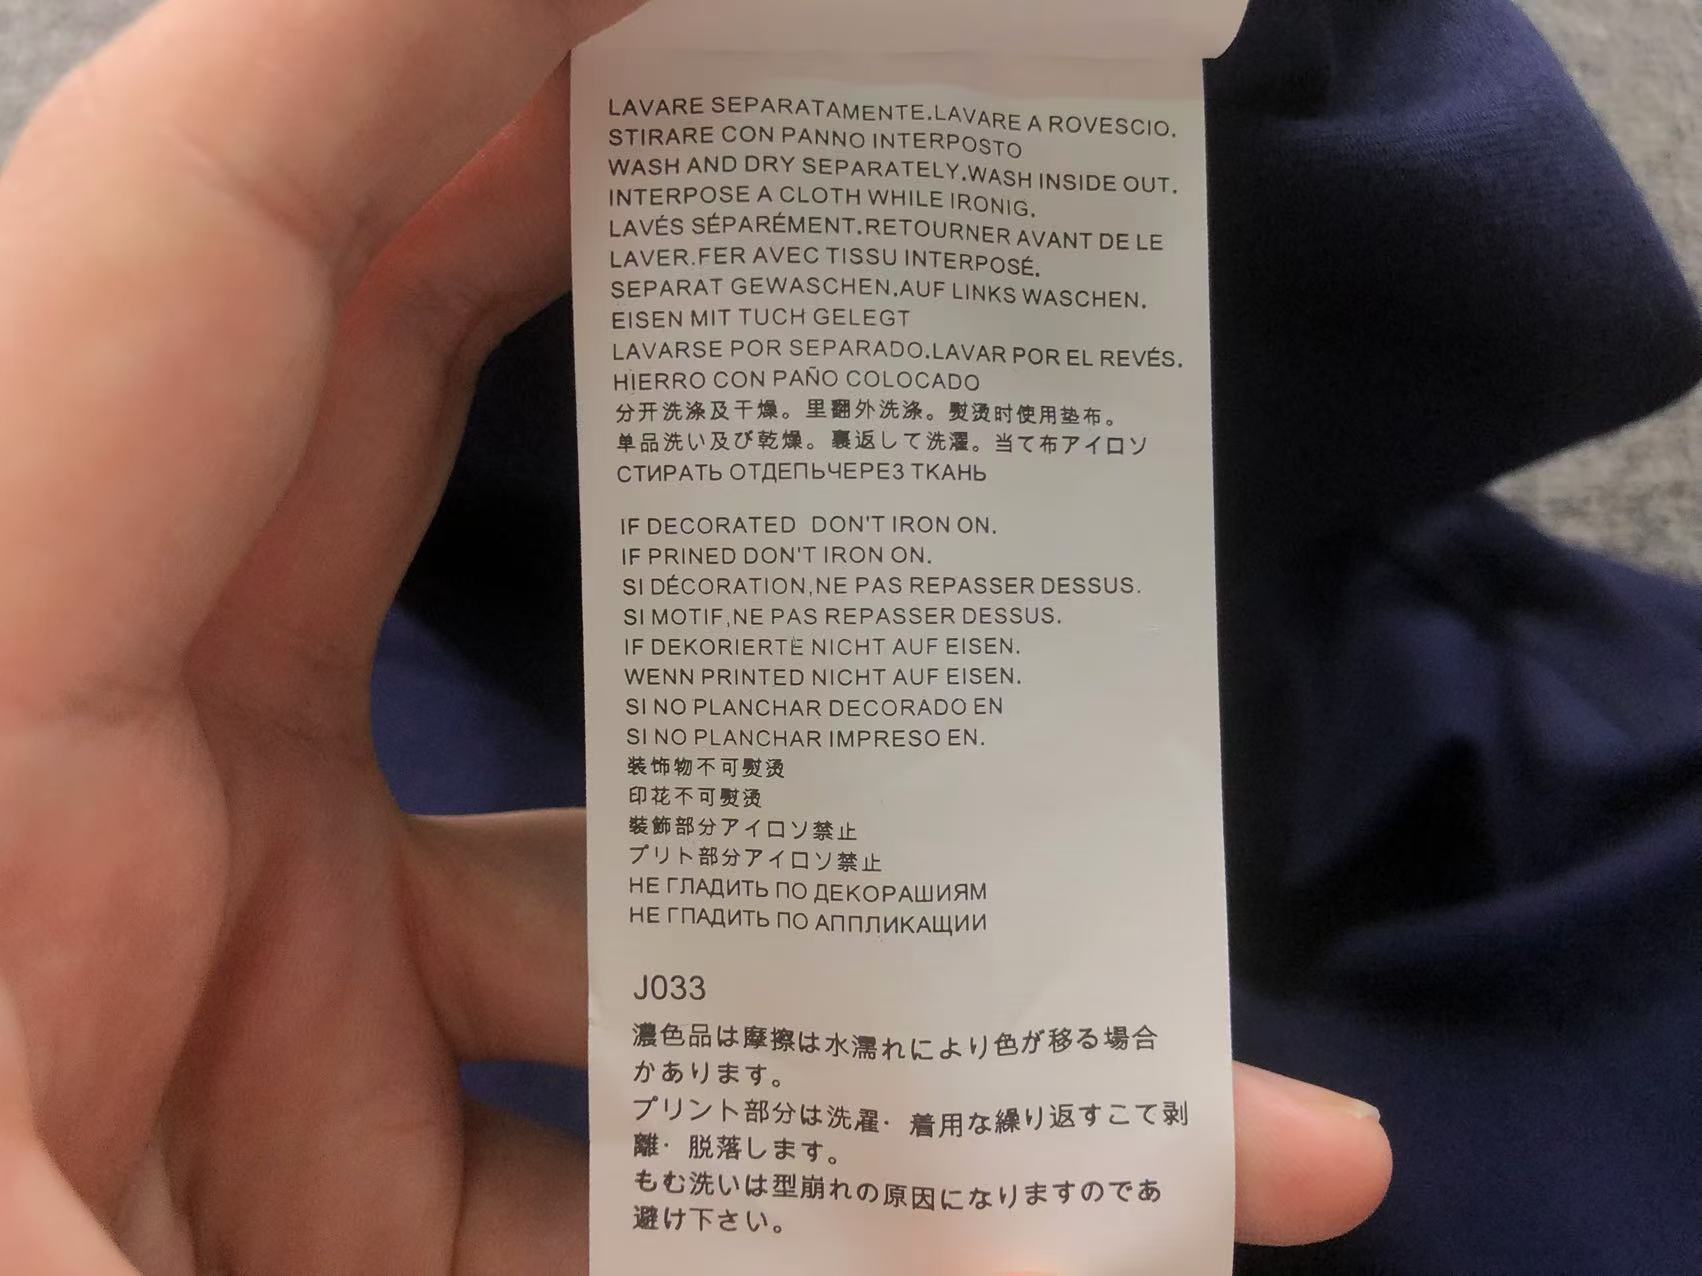 LAVARE SEPARATAMENTE.LAVARE A ROVESCIO.
STIRARE CON PANNO INTERPOSTO
WASH AND DRY SEPARATELY.WASH INSIDE OUT.
INTERPOSE A CLOTH WHILE IRONIG.
LAVÉS SÉPARÉMENT.RETOURNER AVANT DE LE
LAVER.FER AVEC TISSU INTERPOSÉ.
SEPARAT GEWASCHEN.AUF LINKS WASCHEN.
EISEN MIT TUCH GELEGT
LAVARSE POR SEPARADO.LAVAR POR EL REVÉS.
HIERRO CON PAÑO COLOCADO
分开洗涤及干燥。里翻外洗涤。熨烫时使用垫布。
单品洗い及び乾燥。裏返して洗濯。当て布アイロソ
СТИРАТЬ ОТДЕПЬЧЕРЕЗ ТКАНЬ
IF DECORATED DON'T IRON ON.
IF PRINED DON'T IRON ON.
SI DÉCORATION,NE PAS REPASSER DESSUS.
SI MOTIF,NE PAS REPASSER DESSUS.
IF DEKORIERTE NICHT AUF EISEN.
WENN PRINTED NICHT AUF EISEN.
SI NO PLANCHAR DECORADO EN
SI NO PLANCHAR IMPRESO EN.
装饰物不可熨烫
印花不可熨烫
装飾部分アイロソ禁止
プリト部分アイロソ禁止
НЕ ГЛАДИТЬ ПО ДЕКОРАШИЯМ
НЕ ГПАДИТЬ ПО АППЛИКАЩИИ
J033
濃色品は摩擦は水濡れにより色が移る場合
かあります。
プリント部分は洗濯·着用な繰り返すこて剥
離·脱落します。
もむ洗いは型崩れの原因になりますのであ
避け下さい。